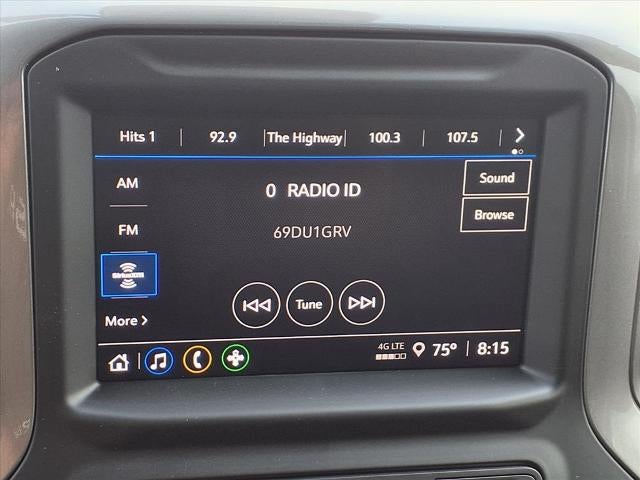 Hits 1 92.9 The Highway 100.3 107.5 >
AM
0 RADIO ID
Sound
FM
69DU1GRV
Browse
SiriusXM
Tune
More >
4G LTE
75° 8:15